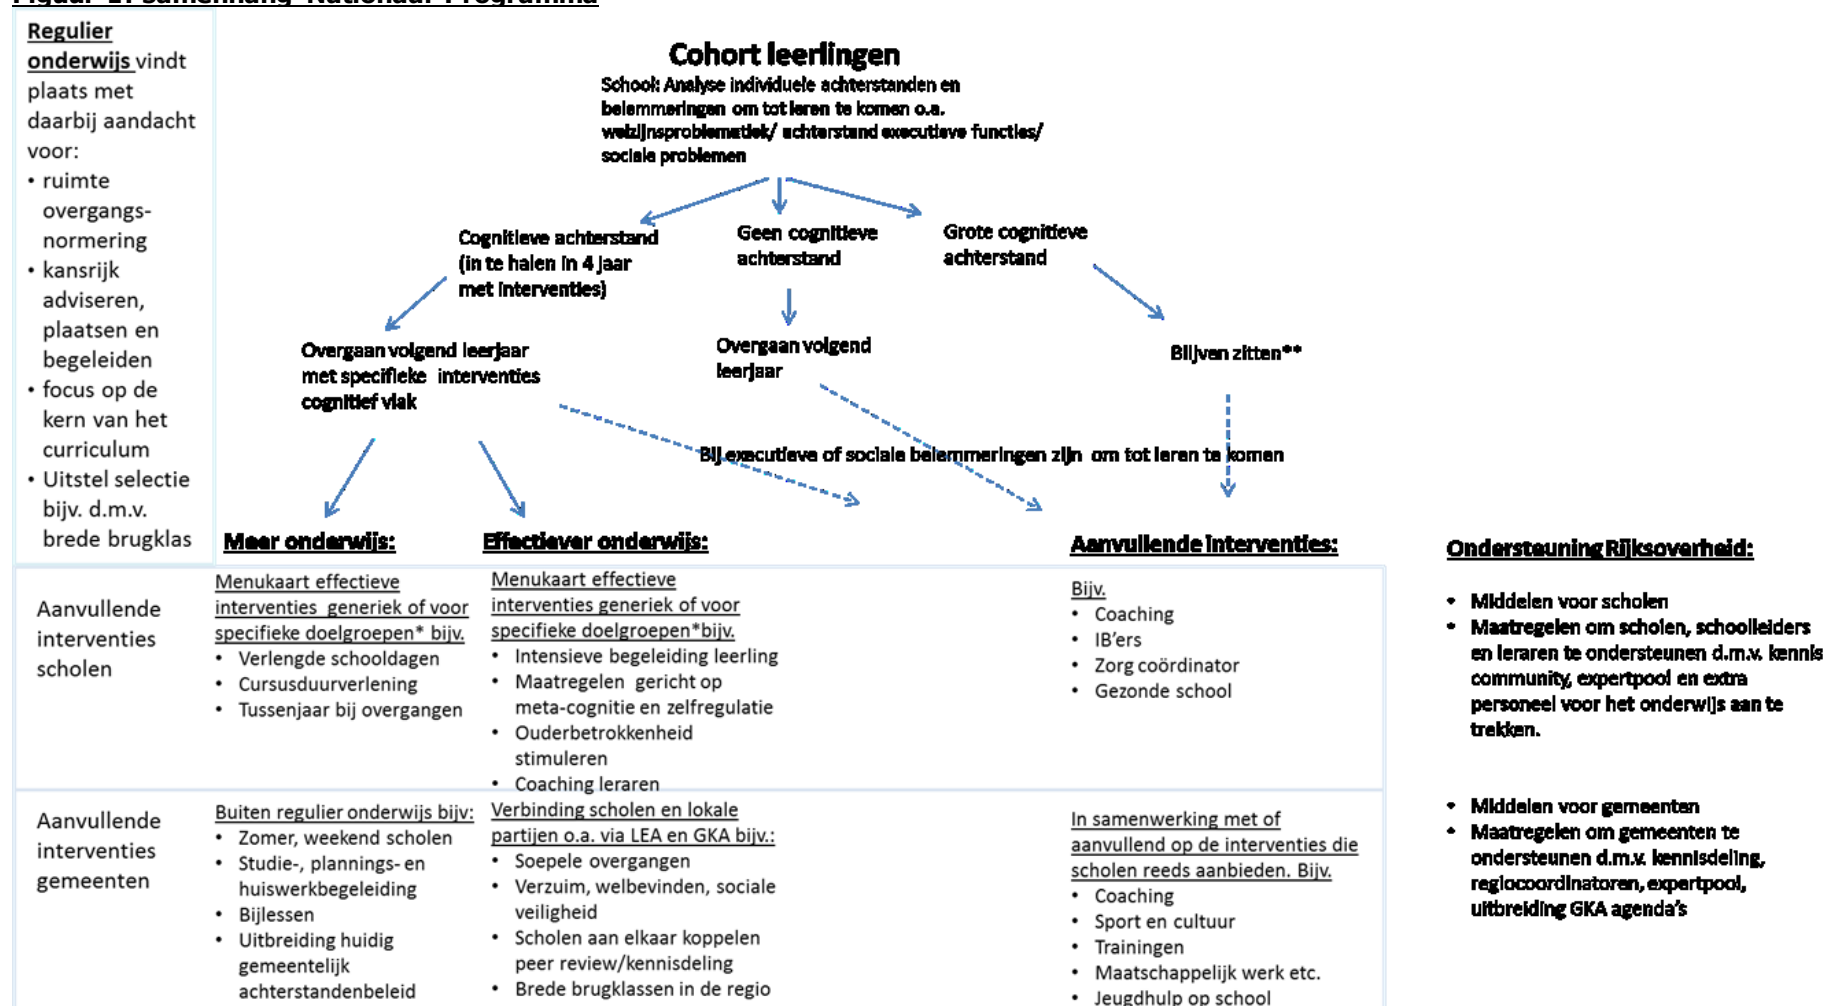 Figuur 1: Samenhang Nationaal Programma
Regulier
onderwijs vindt
plaats met
daarbij aandacht
voor:
• ruimte
overgangs-
normering
• kansrijk
adviseren,
plaatsen en
begeleiden
• focus op de
kern van het
curriculum
• Uitstel selectie
bijv. d.m.v.
brede brugklas
Cohort leerlingen
School: Analyse individuele achterstanden en
belemmeringen om tot leren te komen o.a.
welzijnsproblematiek/ achterstand executieve functies/
sociale problemen
Cognitieve achterstand
(in te halen in 4 jaar
met interventies)
Geen cognitieve
achterstand
Grote cognitieve
achterstand
Overgaan volgend leerjaar
met specifieke interventies
cognitief vlak
Overgaan volgend
leerjaar
Blijven zitten**
Bij executieve of sociale belemmeringen zijn om tot leren te komen
Meer onderwijs:
Effectiever onderwijs:
Aanvullende interventies:
Ondersteuning Rijksoverheid:
Aanvullende
interventies
scholen
Menukaart effectieve
interventies generiek of voor
specifieke doelgroepen* bijv.
• Verlengde schooldagen
• Cursusduurverlening
• Tussenjaar bij overgangen
Menukaart effectieve
interventies generiek of voor
specifieke doelgroepen*bijv.
• Intensieve begeleiding leerling
• Maatregelen gericht op
meta-cognitie en zelfregulatie
• Ouderbetrokkenheid
stimuleren
• Coaching leraren
Bijv.
• Coaching
• IB'ers
• Zorg coördinator
• Gezonde school
• Middelen voor scholen
• Maatregelen om scholen, schoolleiders
en leraren te ondersteunen d.m.v. kennis
community, expertpool en extra
personeel voor het onderwijs aan te
trekken.
Aanvullende
interventies
gemeenten
Buiten regulier onderwijs bijv:
• Zomer, weekend scholen
• Studie-, plannings- en
huiswerkbegeleiding
• Bijlessen
• Uitbreiding huidig
gemeentelijk
achterstandenbeleid
Verbinding scholen en lokale
partijen o.a. via LEA en GKA bijv.:
• Soepele overgangen
• Verzuim, welbevinden, sociale
veiligheid
• Scholen aan elkaar koppelen
peer review/kennisdeling
• Brede brugklassen in de regio
In samenwerking met of
aanvullend op de interventies die
scholen reeds aanbieden. Bijv.
• Coaching
• Sport en cultuur
• Trainingen
• Maatschappelijk werk etc.
• Jeugdhulp op school
• Middelen voor gemeenten
• Maatregelen om gemeenten te
ondersteunen d.m.v. kennisdeling,
regiocoordinatoren, expertpool,
uitbreiding GKA agenda's